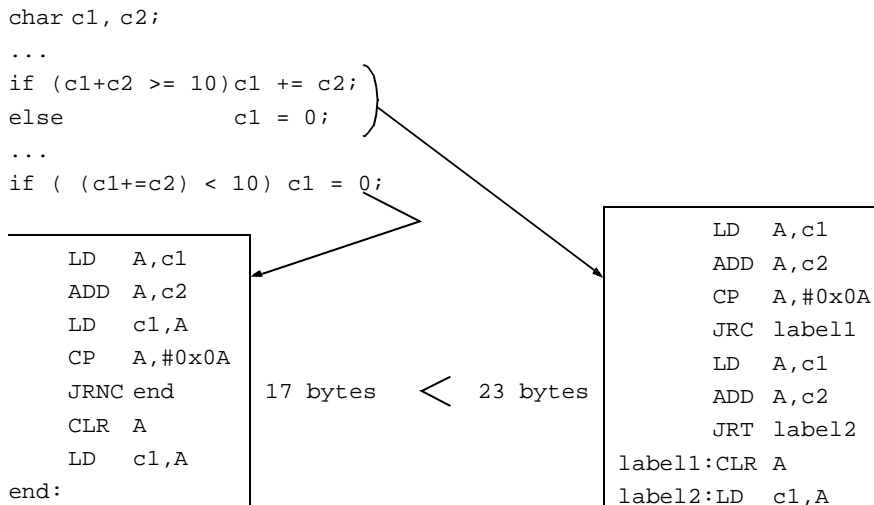 char c1, c2;
...
if (c1+c2 >= 10)c1 += c2;
else c1 = 0;
...
if ( (c1+=c2) < 10) c1 = 0;
LD A,c1
ADD A,c2
LD c1,A
CP A,#0x0A
JRNC end
CLR A
LD c1,A
end:
17 bytes < 23 bytes
LD A,c1
ADD A,c2
CP A,#0x0A
JRC label1
LD A,c1
ADD A,c2
JRT label2
label1:CLR A
label2:LD c1,A